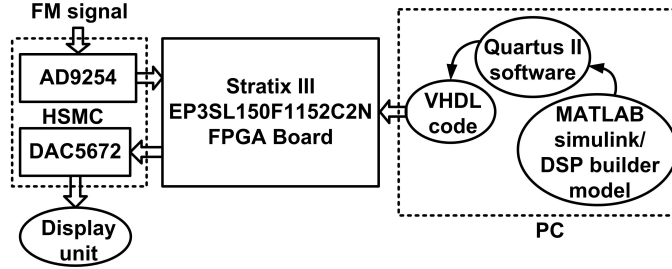 FM signal
AD9254
HSMC
DAC5672
Display
unit
Stratix III
EP3SL150F1152C2N
FPGA Board
VHDL
code
Quartus II
software
MATLAB
simulink/
DSP builder
model
PC